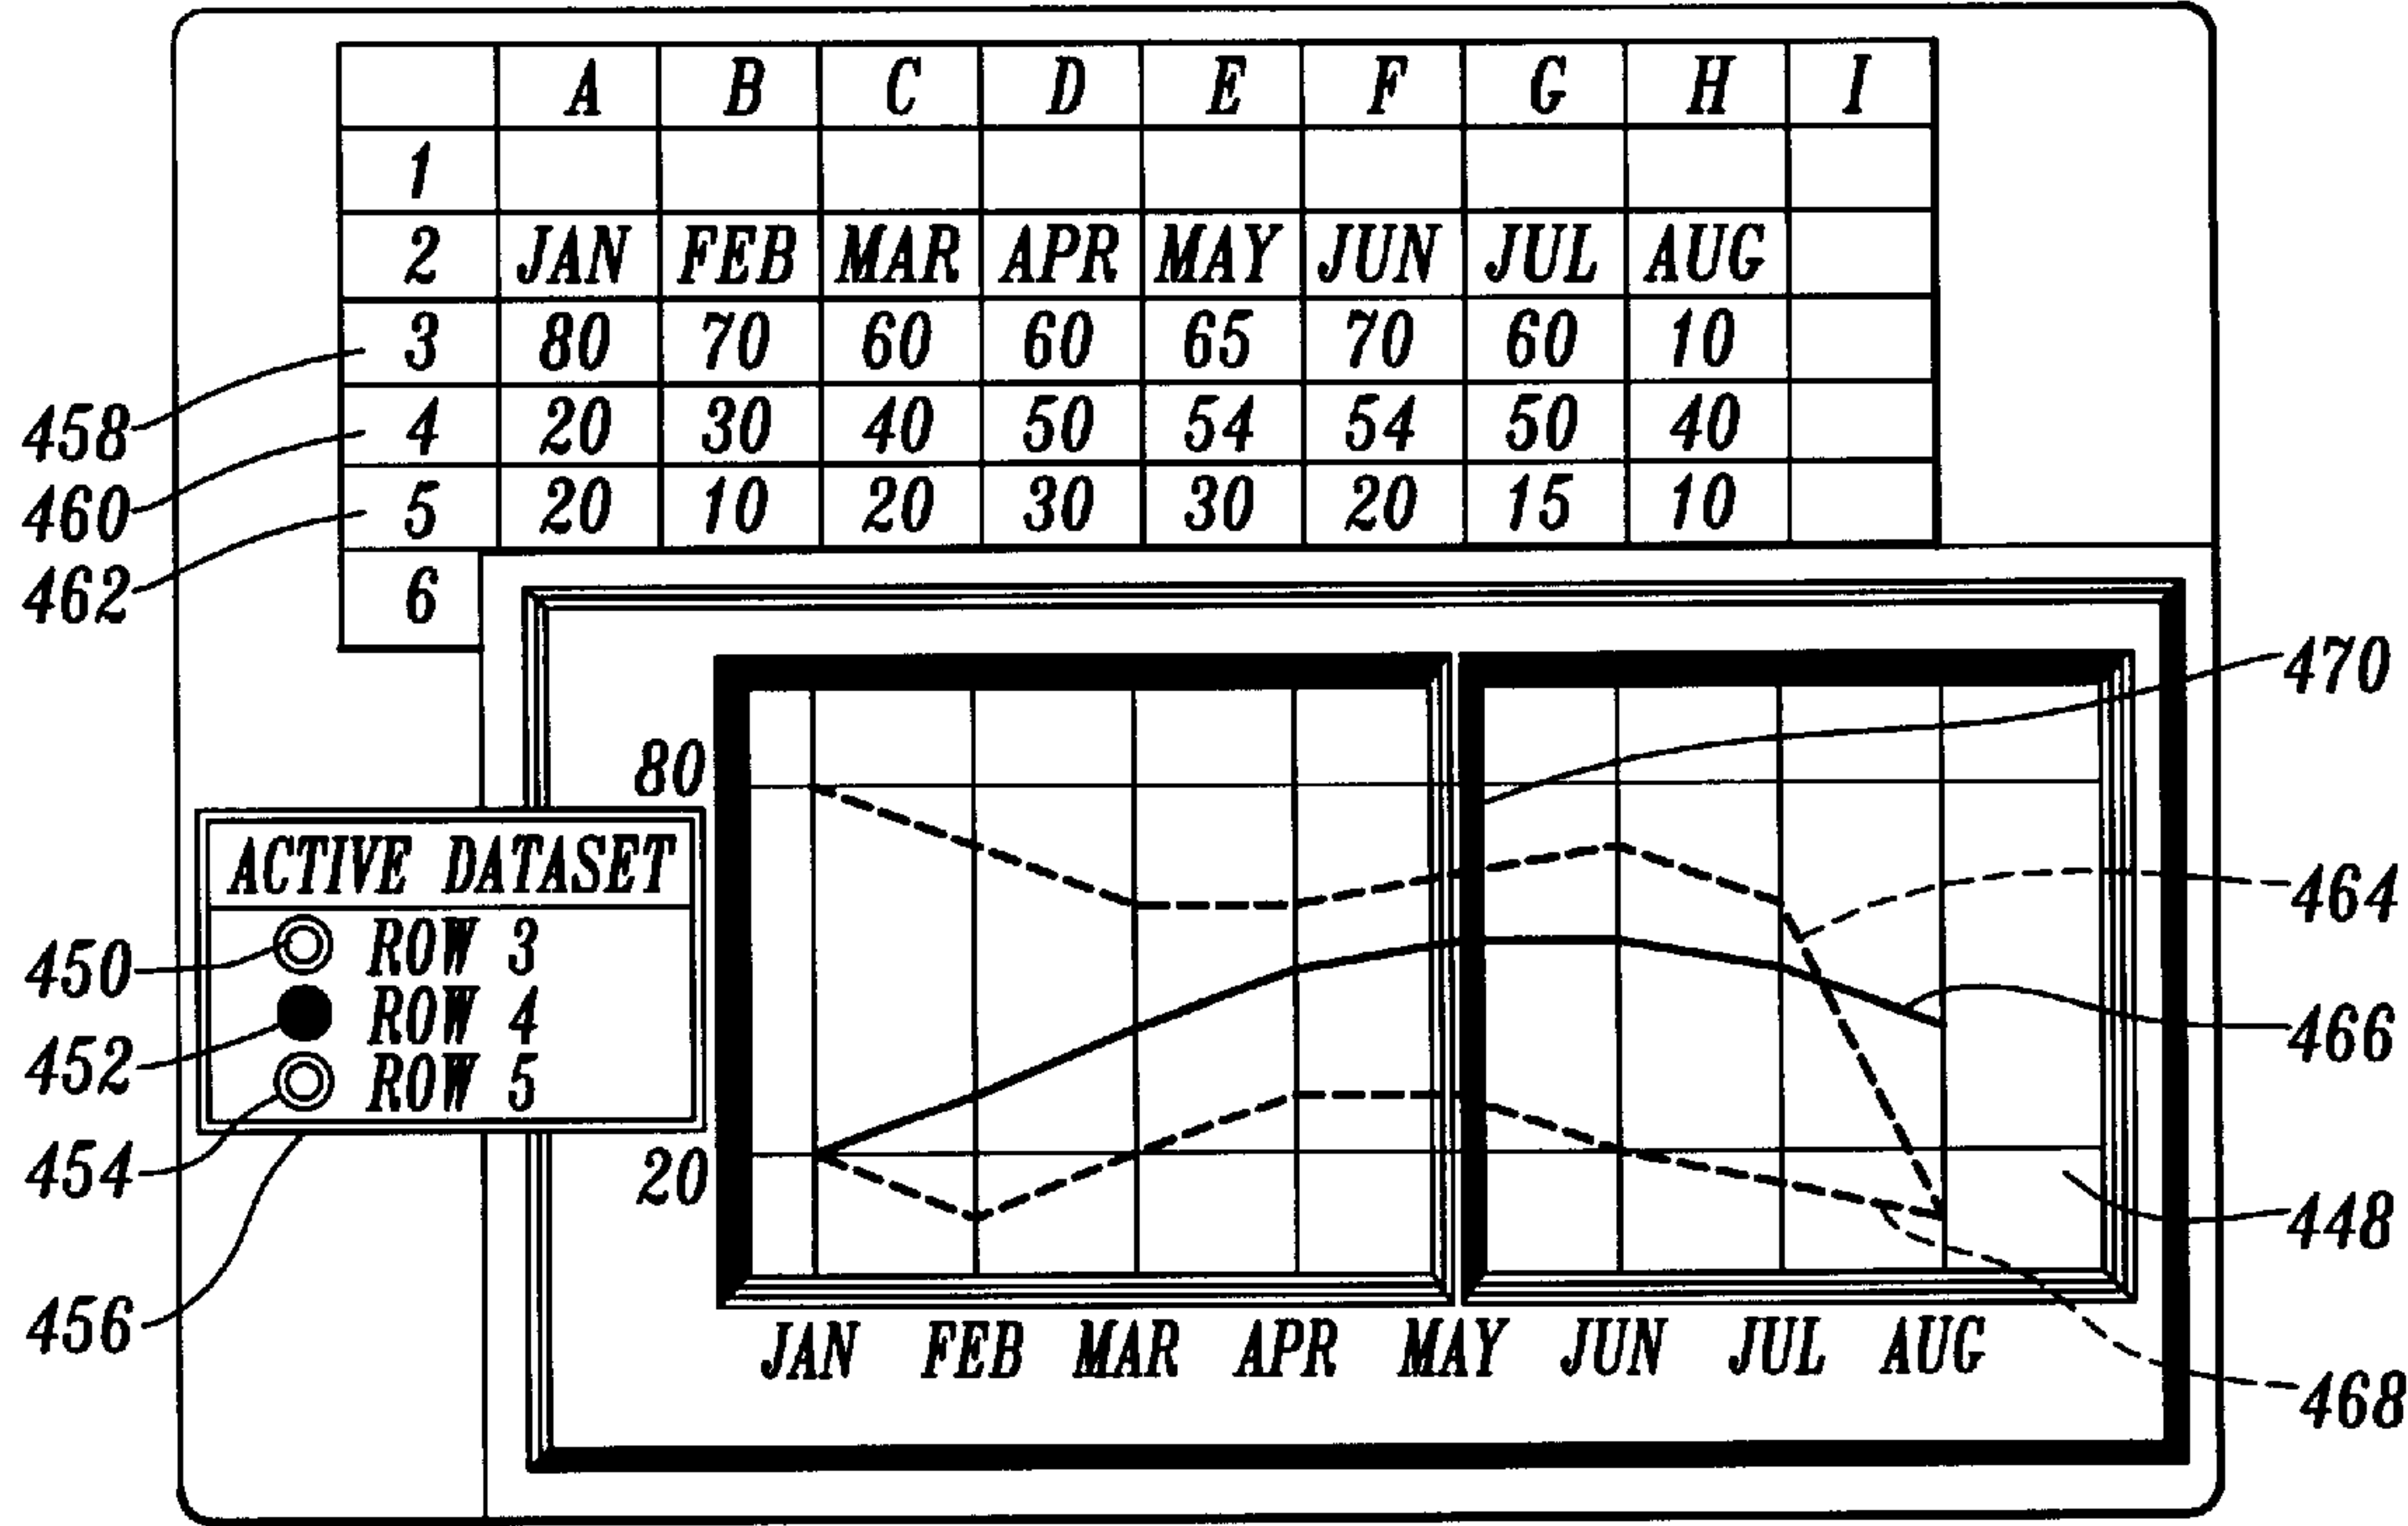 A B C D E F G H I
1
2 JAN FEB MAR APR MAY JUN JUL AUG
3 80 70 60 60 65 70 60 10
458
4 20 30 40 50 54 54 50 40
460
5 20 10 20 30 30 20 15 10
462
6
470
80
ACTIVE DATASET
464
450 ROW 3
452 ROW 4
466
454 ROW 5
20
448
456
JAN FEB MAR APR MAY JUN JUL AUG
468